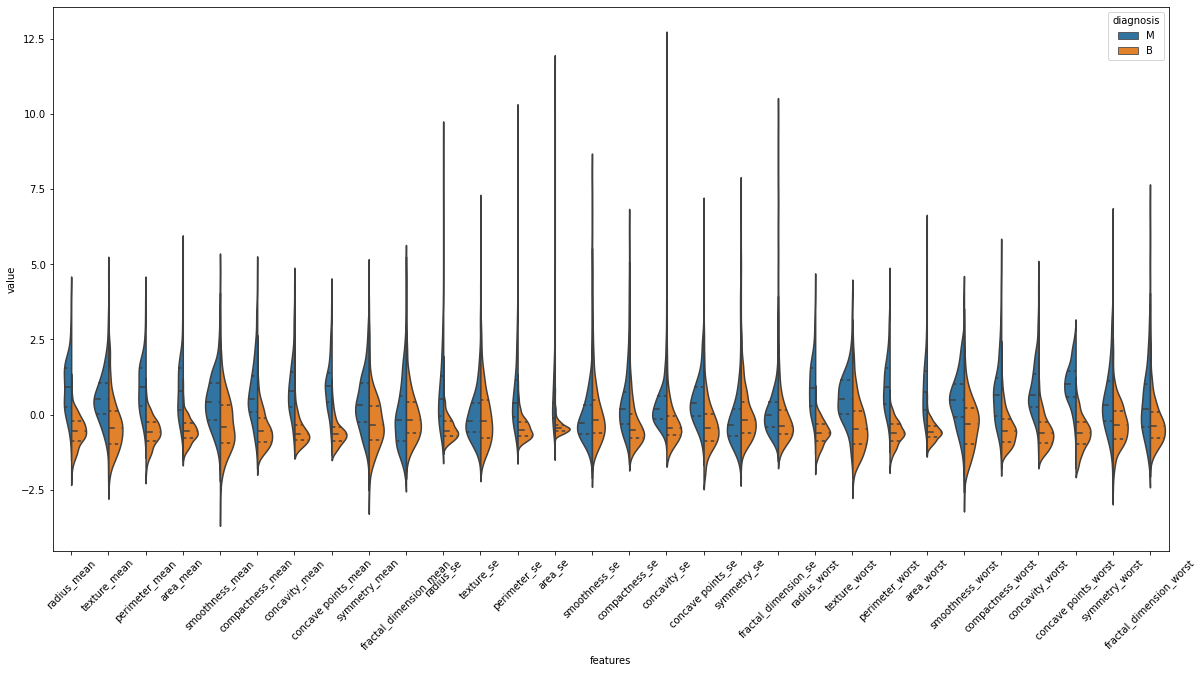 diagnosis
M
B
12.5
10.0
7.5
5.0
2.5
0.0
−2.5
value
radius_mean
texture_mean
perimeter_mean
area_mean
smoothness_mean
compactness_mean
concavity_mean
concave points_mean
symmetry_mean
fractal_dimension_mean
radius_se
texture_se
perimeter_se
area_se
smoothness_se
compactness_se
concavity_se
concave points_se
symmetry_se
fractal_dimension_se
radius_worst
texture_worst
perimeter_worst
area_worst
smoothness_worst
compactness_worst
concavity_worst
concave points_worst
symmetry_worst
fractal_dimension_worst
features